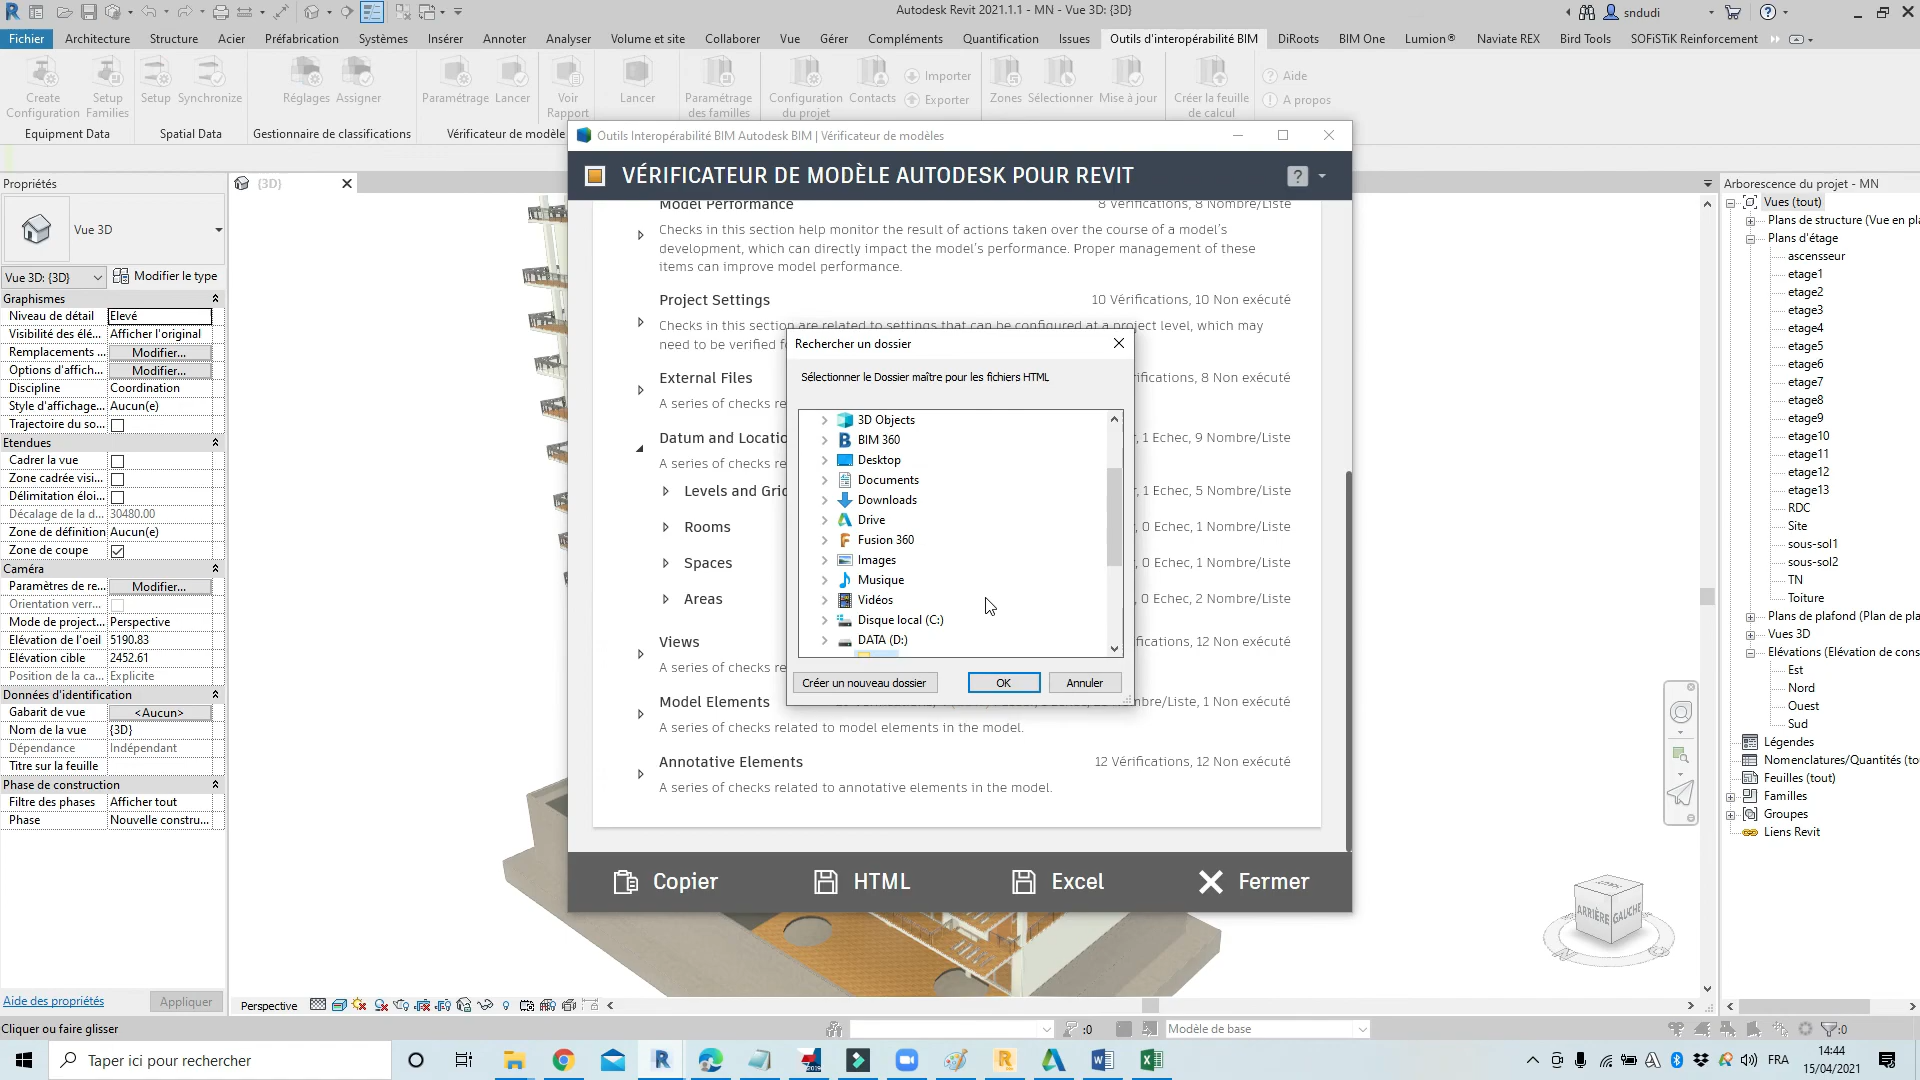 Autodesk Revit 2021.1.1 - MN - Vue 3D: {3D}
sndudi
Fichier Architecture Structure Acier Préfabrication Systèmes Insérer Annoter Analyser Volume et site Collaborer Vue Gérer Compléments Quantification Issues Outils d'interopérabilité BIM DiRoots BIM One Lumion® Naviate REX Bird Tools SOFiSTiK Reinforcement
Importer Aide
Create Setup Setup Synchronize Réglages Assigner Paramétrage Lancer Voir Lancer Paramétrage Configuration Contacts Exporter Zones Sélectionner Mise à jour Créer la feuille A propos
Configuration Families Rapport des familles du projet de calcul
Equipment Data Spatial Data Gestionnaire de classifications Vérificateur de modèle
Outils Interopérabilité BIM Autodesk BIM | Vérificateur de modèles
VÉRIFICATEUR DE MODÈLE AUTODESK POUR REVIT
?
Propriétés
{3D}
Vue 3D
Vue 3D: {3D} Modifier le type
Graphismes
Niveau de détail Elevé
Visibilité des élé... Afficher l'original
Remplacements ... Modifier...
Options d'affich... Modifier...
Discipline Coordination
Style d'affichage... Aucun(e)
Trajectoire du so...
Etendues
Cadrer la vue
Zone cadrée visi...
Délimitation éloi...
Décalage de la d... 30480.00
Zone de définition Aucun(e)
Zone de coupe
Caméra
Paramètres de re... Modifier...
Orientation verr...
Mode de project... Perspective
Elévation de l'oeil 5190.83
Elévation cible 2452.61
Position de la ca... Explicite
Données d'identification
Gabarit de vue <Aucun>
Nom de la vue {3D}
Dépendance Indépendant
Titre sur la feuille
Phase de construction
Filtre des phases Afficher tout
Phase Nouvelle constru...
Aide des propriétés Appliquer
Model Performance 8 Vérifications, 8 Nombre/Liste
Checks in this section help monitor the result of actions taken over the course of a model's
development, which can directly impact the model's performance. Proper management of these
items can improve model performance.
Project Settings 10 Vérifications, 10 Non exécuté
Checks in this section are related to settings that can be configured at a project level, which may
need to be verified f
External Files ifications, 8 Non exécuté
A series of checks re
Datum and Locatio , 1 Echec, 9 Nombre/Liste
A series of checks re
Levels and Gric , 1 Echec, 5 Nombre/Liste
Rooms , 0 Echec, 1 Nombre/Liste
Spaces , 0 Echec, 1 Nombre/Liste
Areas , 0 Echec, 2 Nombre/Liste
Views ifications, 12 Non exécuté
A series of checks re
Model Elements mbre/Liste, 1 Non exécuté
A series of checks related to model elements in the model.
Annotative Elements 12 Vérifications, 12 Non exécuté
A series of checks related to annotative elements in the model.
Copier HTML Excel Fermer
Rechercher un dossier
Sélectionner le Dossier maître pour les fichiers HTML
3D Objects
BIM 360
Desktop
Documents
Downloads
Drive
Fusion 360
Images
Musique
Vidéos
Disque local (C:)
DATA (D:)
Créer un nouveau dossier OK Annuler
Arborescence du projet - MN
Vues (tout)
Plans de structure (Vue en pl
Plans d'étage
ascensseur
etage1
etage2
etage3
etage4
etage5
etage6
etage7
etage8
etage9
etage10
etage11
etage12
etage13
RDC
Site
sous-sol1
sous-sol2
TN
Toiture
Plans de plafond (Plan de pla
Vues 3D
Elévations (Elévation de cons
Est
Nord
Ouest
Sud
Légendes
Nomenclatures/Quantités (to
Feuilles (tout)
Familles
Groupes
Liens Revit
ARRIÈRE GAUCHE
Perspective
Cliquer ou faire glisser :0 Modèle de base :0
Taper ici pour rechercher
FRA
14:44
15/04/2021